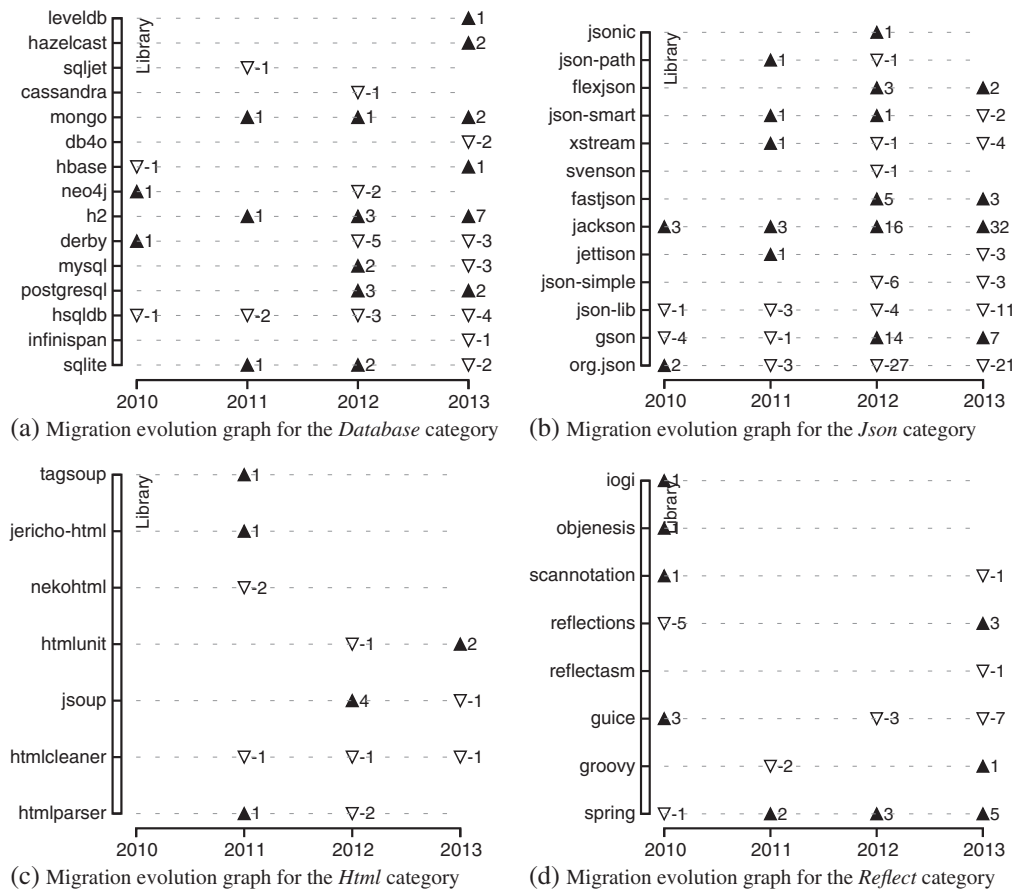 leveldb 1
hazelcast 2
sqljet -1
cassandra -1
mongo 1 1 2
db4o -2
hbase -1 1
neo4j 1 -2
h2 1 3 7
derby 1 -5 -3
mysql 2 -3
postgresql 3 2
hsqldb -1 -2 -3 -4
infinispan -1
sqlite 1 2 -2
Library
2010 2011 2012 2013
(a) Migration evolution graph for the Database category
jsonic 1
json-path 1 -1
flexjson 3 2
json-smart 1 1 -2
xstream 1 -1 -4
svenson -1
fastjson 5 3
jackson 3 3 16 32
jettison 1 -3
json-simple -6 -3
json-lib -1 -3 -4 -11
gson -4 -1 14 7
org.json 2 -3 -27 -21
Library
2010 2011 2012 2013
(b) Migration evolution graph for the Json category
tagsoup 1
jericho-html 1
nekohtml -2
htmlunit -1 2
jsoup 4 -1
htmlcleaner -1 -1 -1
htmlparser 1 -2
Library
2010 2011 2012 2013
(c) Migration evolution graph for the Html category
iogi 1
objenesis 1
scannotation 1 -1
reflections -5 3
reflectasm -1
guice 3 -3 -7
groovy -2 1
spring -1 2 3 5
Library
2010 2011 2012 2013
(d) Migration evolution graph for the Reflect category